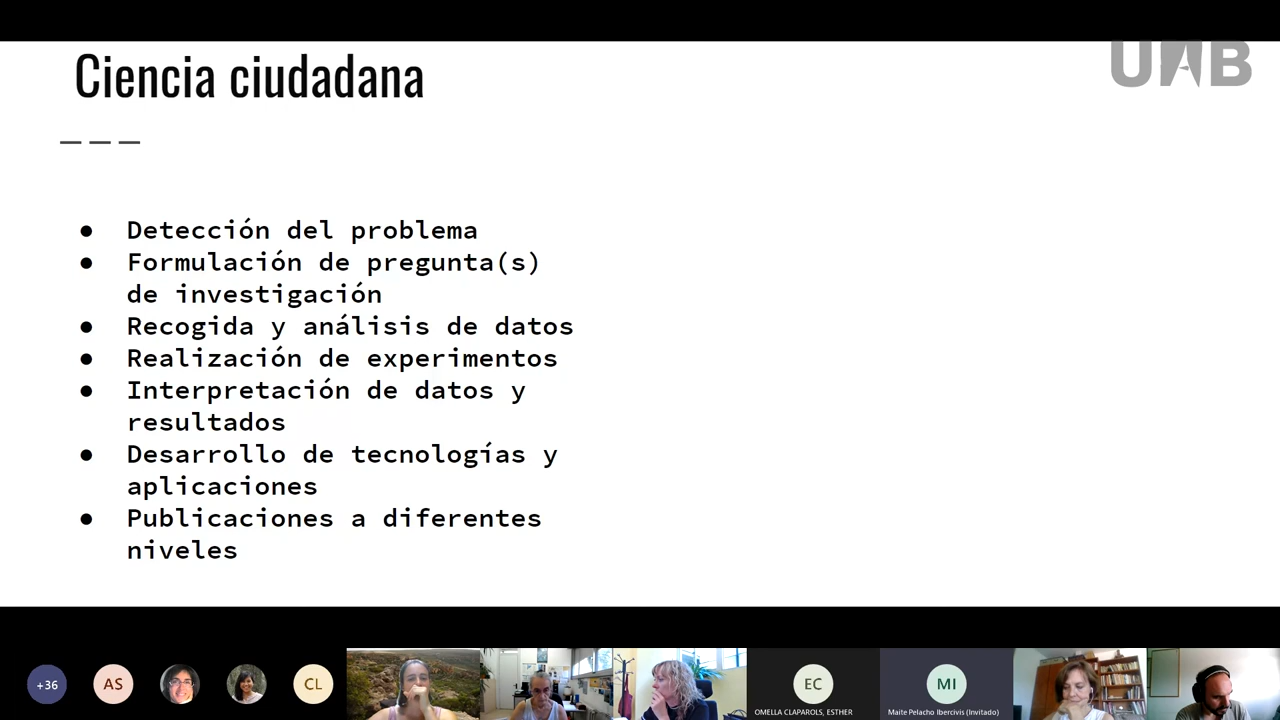 UAB
Ciencia ciudadana
● Detección del problema
● Formulación de pregunta(s)
de investigación
● Recogida y análisis de datos
● Realización de experimentos
● Interpretación de datos y
resultados
● Desarrollo de tecnologías y
aplicaciones
● Publicaciones a diferentes
niveles
+36
AS
CL
EC
OMELLA CLAPAROLS, ESTHER
MI
Maite Pelacho Ibercivis (Invitado)